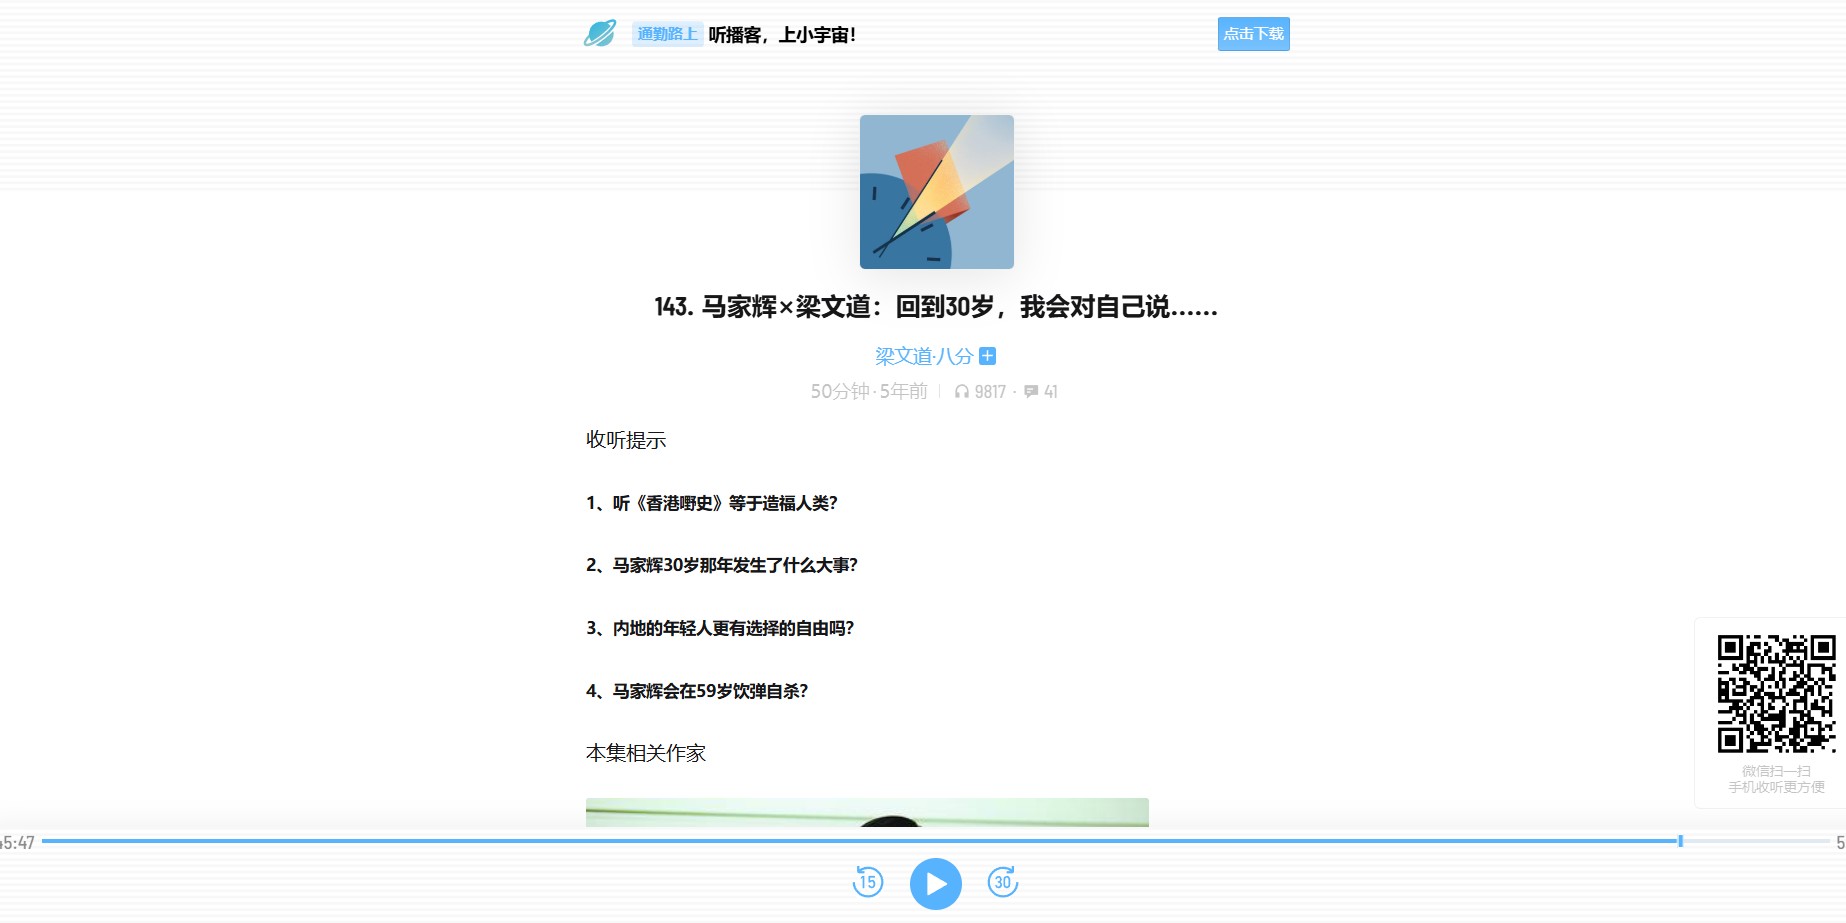 通勤路上 听播客，上小宇宙！
点击下载
143. 马家辉×梁文道：回到30岁，我会对自己说……
梁文道·八分
50分钟·5年前 9817 · 41
收听提示
1、听《香港嘢史》等于造福人类？
2、马家辉30岁那年发生了什么大事？
3、内地的年轻人更有选择的自由吗？
4、马家辉会在59岁饮弹自杀？
本集相关作家
微信扫一扫
手机收听更方便
45:47
15 30